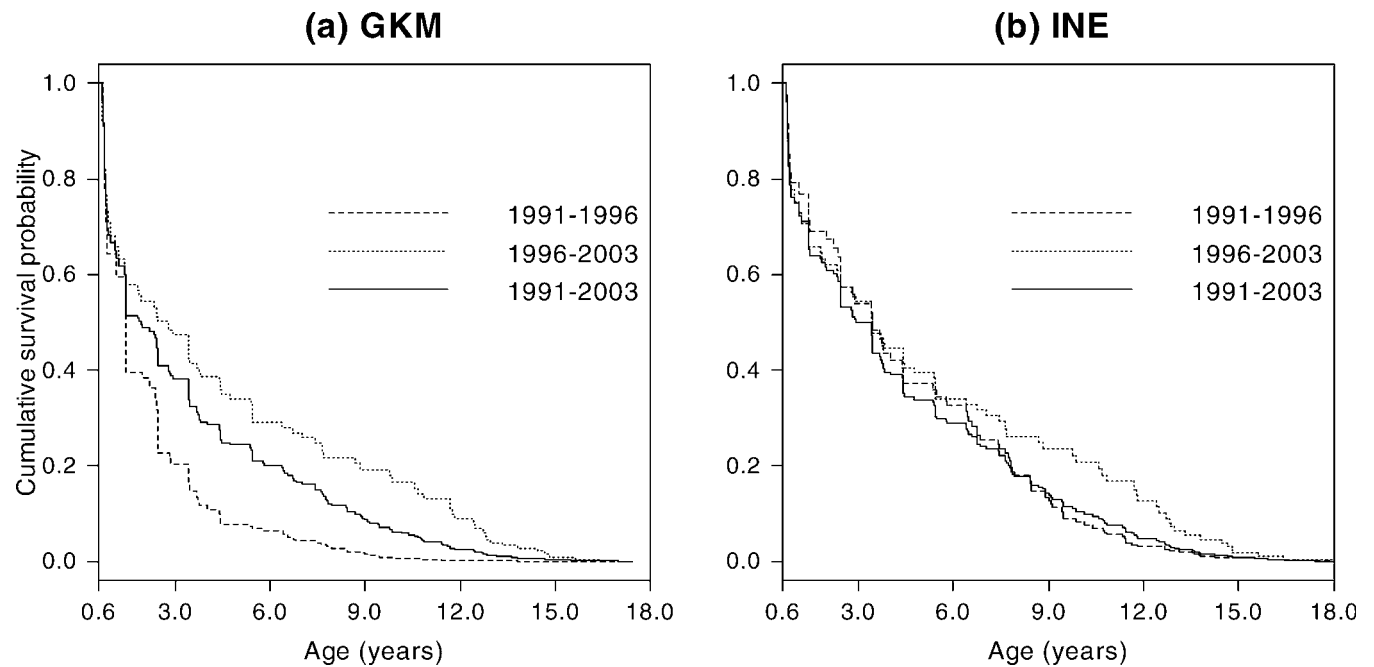 (a) GKM
(b) INE
Cumulative survival probability
1.0
0.8
0.6
0.4
0.2
0.0
1991-1996
1996-2003
1991-2003
0.6 3.0 6.0 9.0 12.0 15.0 18.0
Age (years)
1.0
0.8
0.6
0.4
0.2
0.0
1991-1996
1996-2003
1991-2003
0.6 3.0 6.0 9.0 12.0 15.0 18.0
Age (years)